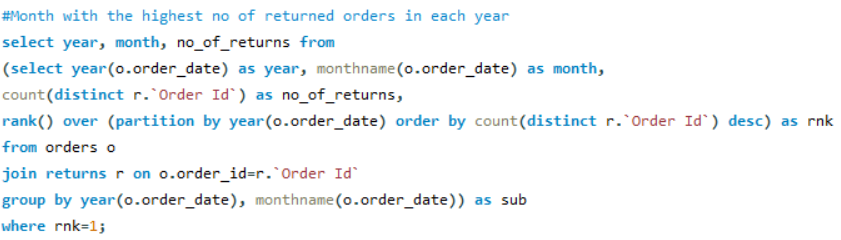 #Month with the highest no of returned orders in each year
select year, month, no_of_returns from
(select year(o.order_date) as year, monthname(o.order_date) as month,
count(distinct r.`Order Id`) as no_of_returns,
rank() over (partition by year(o.order_date) order by count(distinct r.`Order Id`) desc) as rnk
from orders o
join returns r on o.order_id=r.`Order Id`
group by year(o.order_date), monthname(o.order_date)) as sub
where rnk=1;